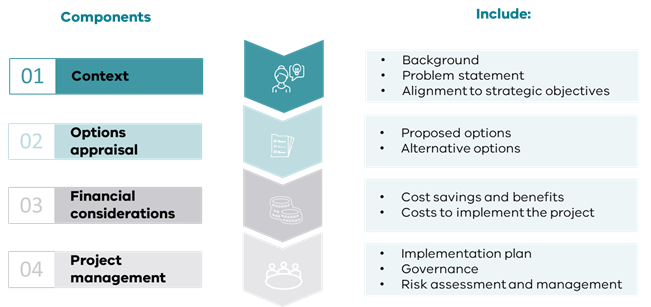 Components
Include:
01
Context
• Background
• Problem statement
• Alignment to strategic objectives
02
Options
appraisal
• Proposed options
• Alternative options
03
Financial
considerations
• Cost savings and benefits
• Costs to implement the project
04
Project
management
• Implementation plan
• Governance
• Risk assessment and management